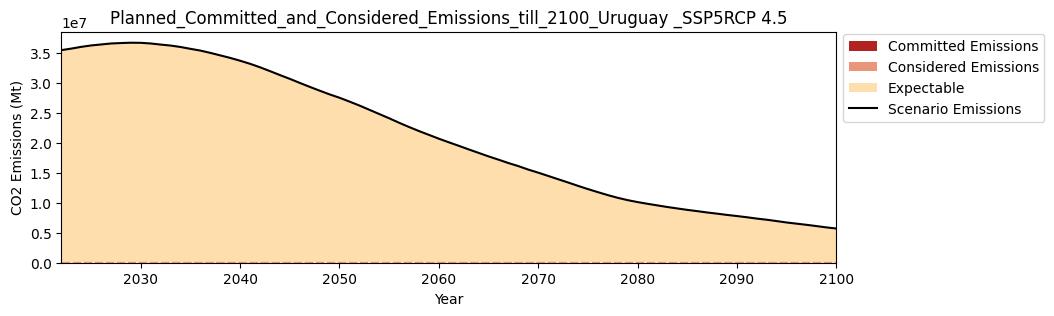 Planned_Committed_and_Considered_Emissions_till_2100_Uruguay _SSP5RCP 4.5
1e7
3.5
3.0
2.5
2.0
1.5
1.0
0.5
0.0
CO2 Emissions (Mt)
2030 2040 2050 2060 2070 2080 2090 2100
Year
Committed Emissions
Considered Emissions
Expectable
Scenario Emissions